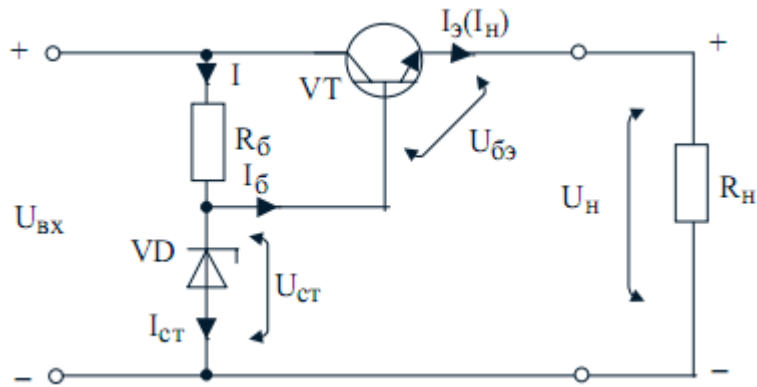 Iэ(Iн)
+
+
I
VT
Rб
Uбэ
Iб
Uн
Rн
Uвх
VD
Uст
Iст
−
−